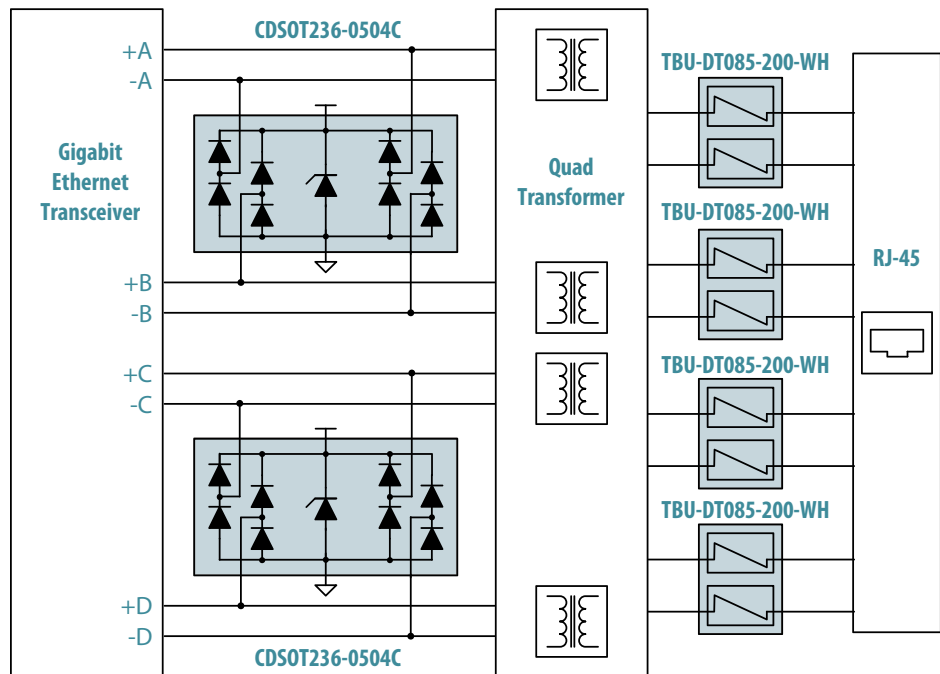 CDSOT236-0504C
+A
-A
Gigabit
Ethernet
Transceiver
+B
-B
+C
-C
+D
-D
CDSOT236-0504C
Quad
Transformer
TBU-DT085-200-WH
TBU-DT085-200-WH
TBU-DT085-200-WH
TBU-DT085-200-WH
RJ-45